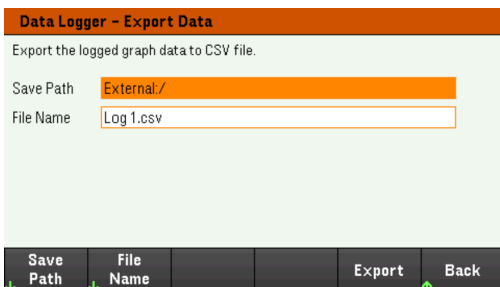 Data Logger – Export Data
Export the logged graph data to CSV file.
Save Path External:/
File Name Log 1.csv
Save Path
File Name
Export
Back